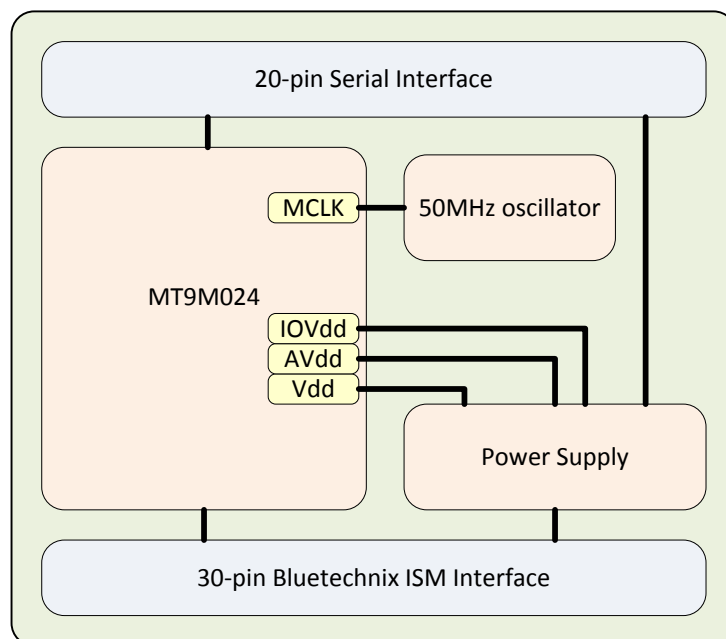 20-pin Serial Interface
MCLK
50MHz oscillator
MT9M024
IOVdd
AVdd
Vdd
Power Supply
30-pin Bluetechnix ISM Interface